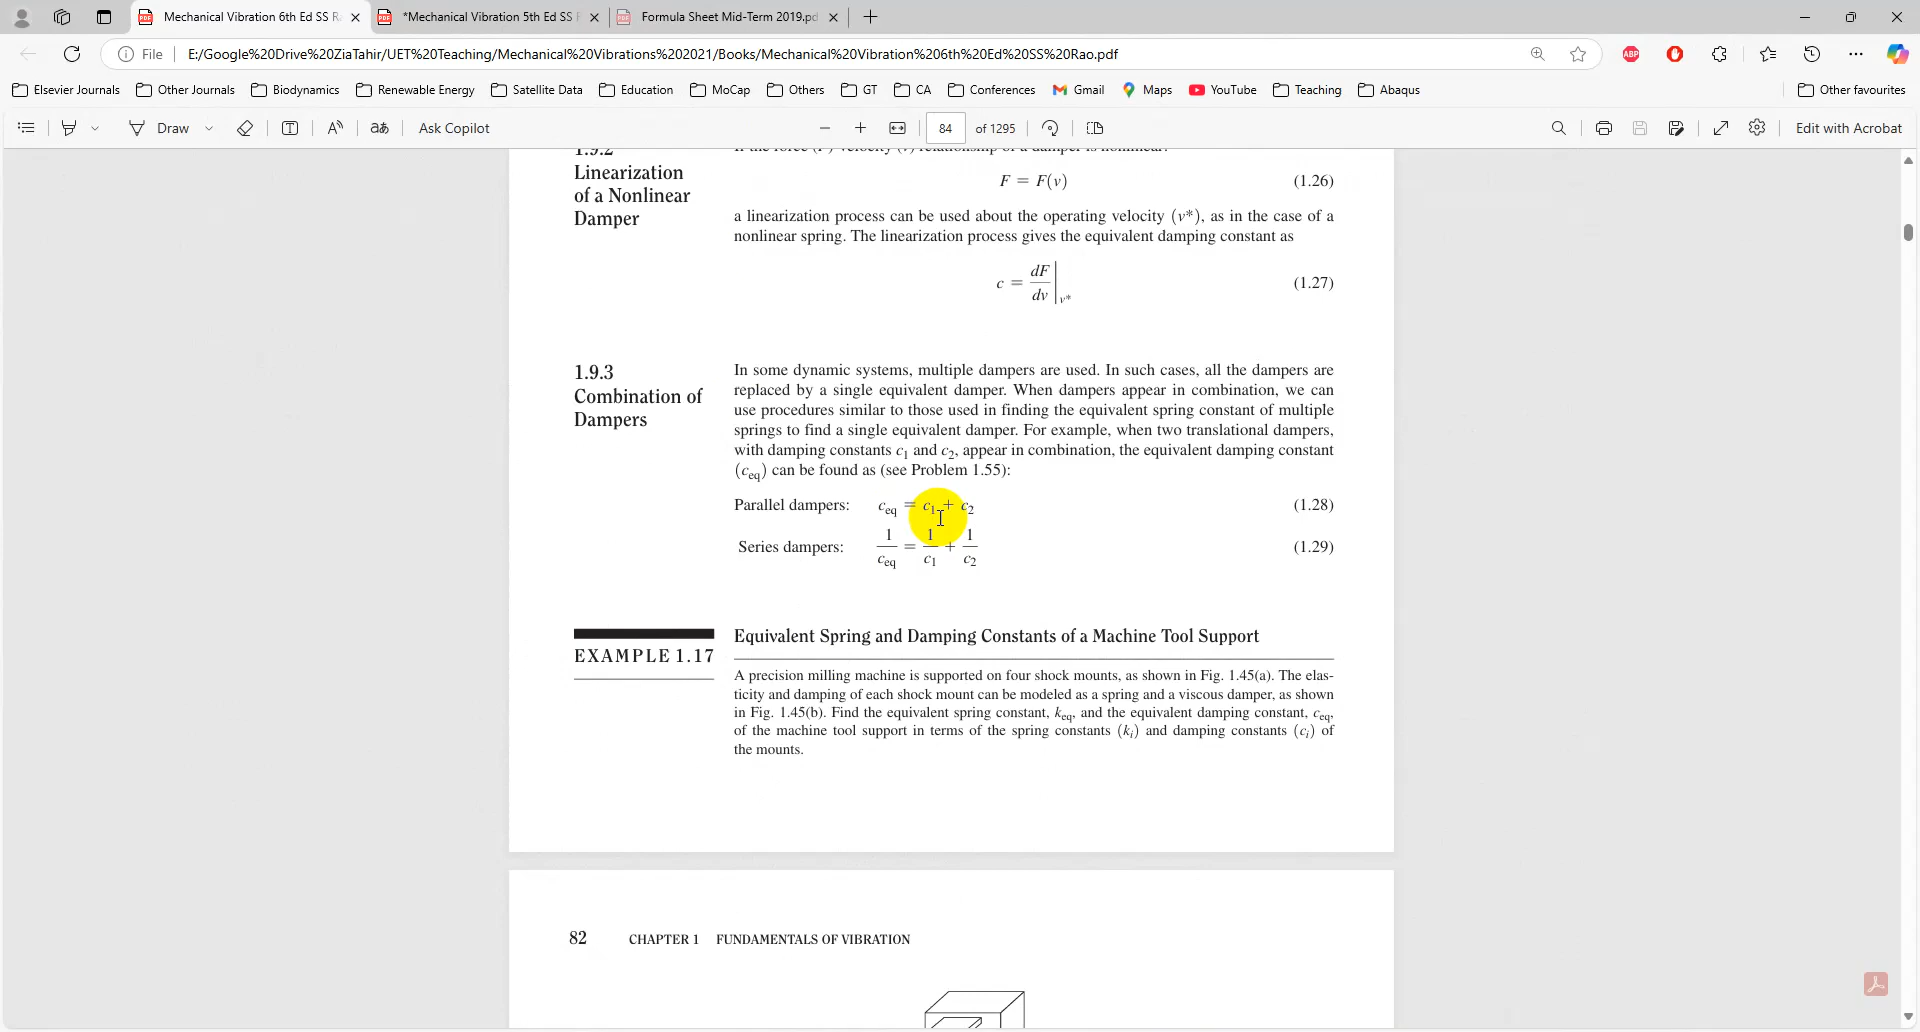 Mechanical Vibration 6th Ed SS Ra
*Mechanical Vibration 5th Ed SS F
Formula Sheet Mid-Term 2019.pd
File
E:/Google%20Drive%20ZiaTahir/UET%20Teaching/Mechanical%20Vibrations%202021/Books/Mechanical%20Vibration%206th%20Ed%20SS%20Rao.pdf
ABP
Elsevier Journals Other Journals Biodynamics Renewable Energy Satellite Data Education MoCap Others GT CA Conferences Gmail Maps YouTube Teaching Abaqus Other favourites
Draw aあ Ask Copilot 84 of 1295 Edit with Acrobat
1.9.2
Linearization
of a Nonlinear
Damper
If the force (F)-velocity (v) relationship of a damper is nonlinear:
F = F(v) (1.26)
a linearization process can be used about the operating velocity (v*), as in the case of a
nonlinear spring. The linearization process gives the equivalent damping constant as
c = dF/dv |v* (1.27)
1.9.3
Combination of
Dampers
In some dynamic systems, multiple dampers are used. In such cases, all the dampers are
replaced by a single equivalent damper. When dampers appear in combination, we can
use procedures similar to those used in finding the equivalent spring constant of multiple
springs to find a single equivalent damper. For example, when two translational dampers,
with damping constants c1 and c2, appear in combination, the equivalent damping constant
(ceq) can be found as (see Problem 1.55):
Parallel dampers: ceq = c1 + c2 (1.28)
Series dampers: 1/ceq = 1/c1 + 1/c2 (1.29)
EXAMPLE 1.17
Equivalent Spring and Damping Constants of a Machine Tool Support
A precision milling machine is supported on four shock mounts, as shown in Fig. 1.45(a). The elas-
ticity and damping of each shock mount can be modeled as a spring and a viscous damper, as shown
in Fig. 1.45(b). Find the equivalent spring constant, keq, and the equivalent damping constant, ceq,
of the machine tool support in terms of the spring constants (ki) and damping constants (ci) of
the mounts.
82 CHAPTER 1 FUNDAMENTALS OF VIBRATION